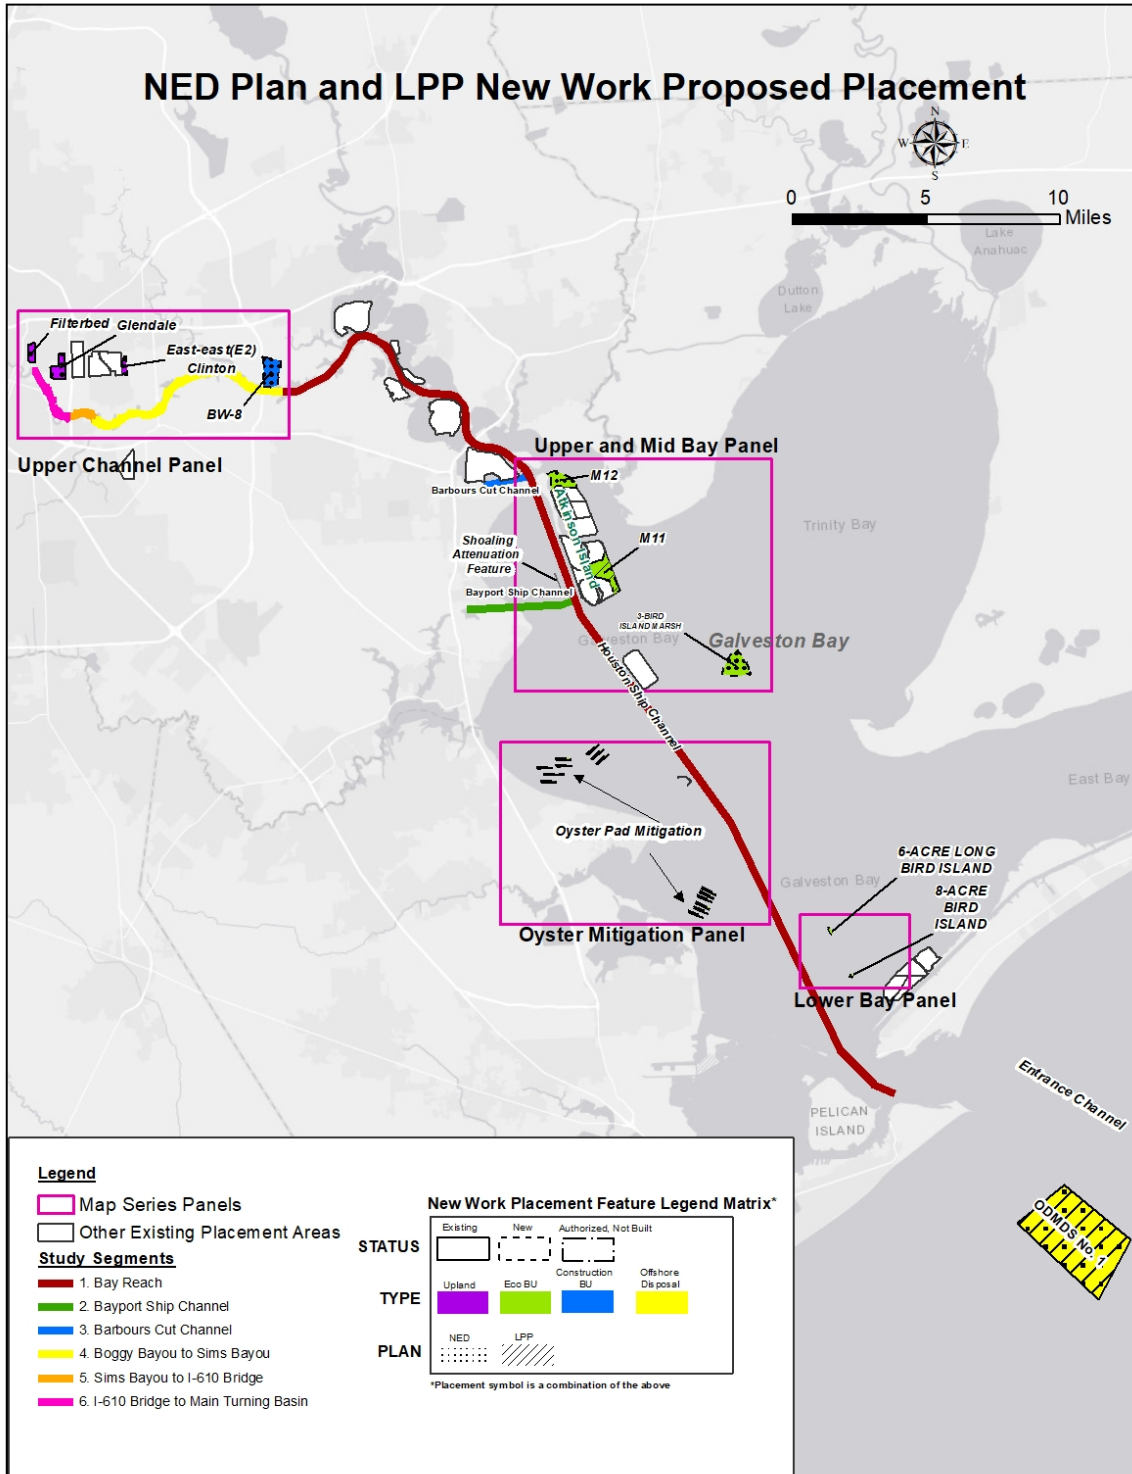 NED Plan and LPP New Work Proposed Placement
N
W
E
S
0 5 10
Miles
Lake
Anahuac
Dutton
Lake
Filterbed
Glendale
East-east(E2)
Clinton
BW-8
Upper Channel Panel
Upper and Mid Bay Panel
M12
Barbours Cut Channel
Atkinson Island
Trinity Bay
M11
Shoaling
Attenuation
Feature
Bayport Ship Channel
3-BIRD
ISLAND MARSH
Galveston Bay
Galveston Bay
Houston Ship Channel
East Bay
Oyster Pad Mitigation
6-ACRE LONG
BIRD ISLAND
Galveston Bay
8-ACRE
BIRD
ISLAND
Oyster Mitigation Panel
Lower Bay Panel
Entrance Channel
PELICAN
ISLAND
ODMDS No. 1
Legend
Map Series Panels
Other Existing Placement Areas
Study Segments
1. Bay Reach
2. Bayport Ship Channel
3. Barbours Cut Channel
4. Boggy Bayou to Sims Bayou
5. Sims Bayou to I-610 Bridge
6. I-610 Bridge to Main Turning Basin
New Work Placement Feature Legend Matrix*
STATUS
Existing New Authorized, Not Built
TYPE
Upland Eco BU Construction BU Offshore Disposal
PLAN
NED LPP
*Placement symbol is a combination of the above